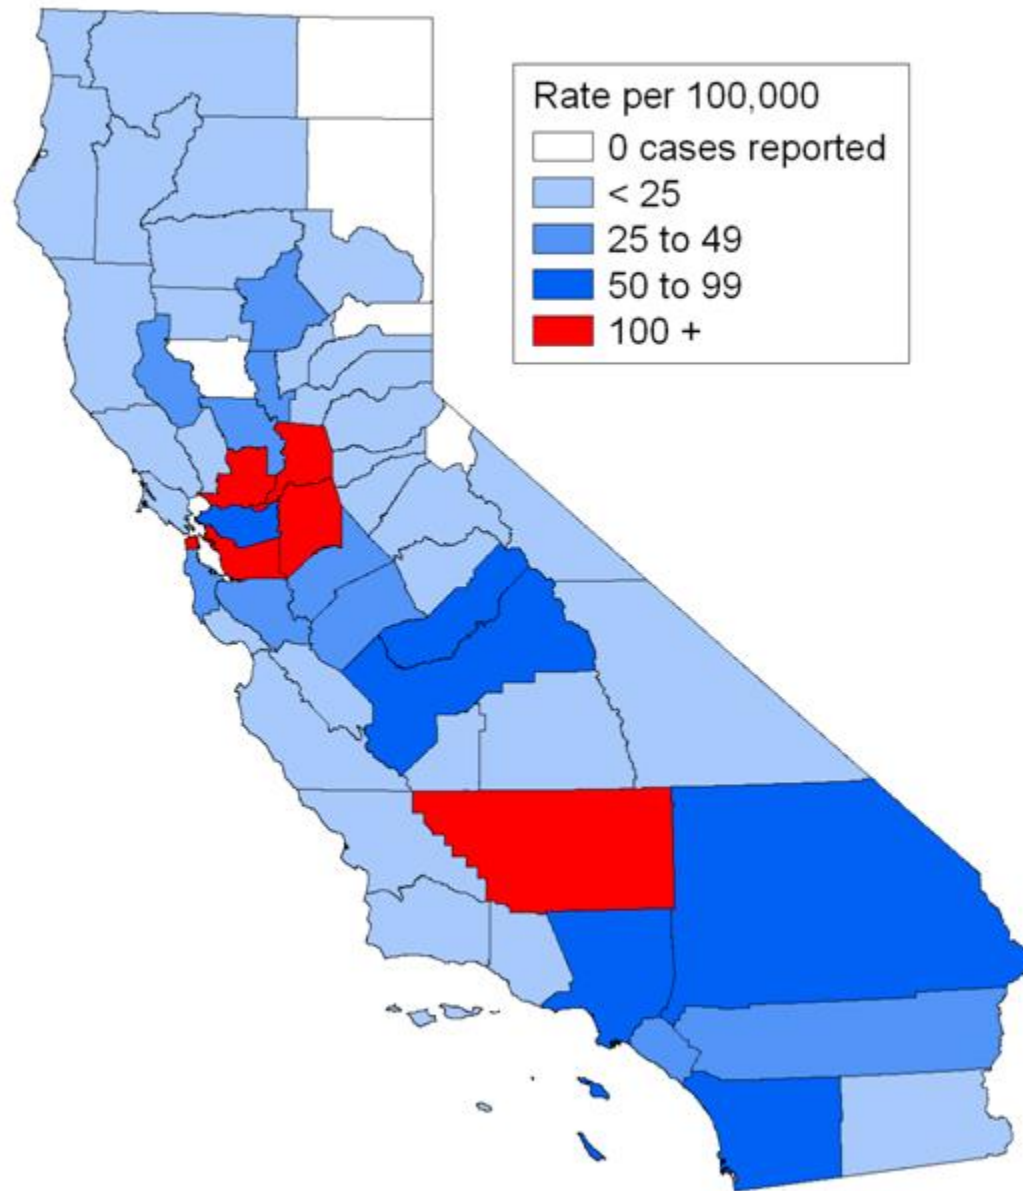 Rate per 100,000
0 cases reported
< 25
25 to 49
50 to 99
100 +